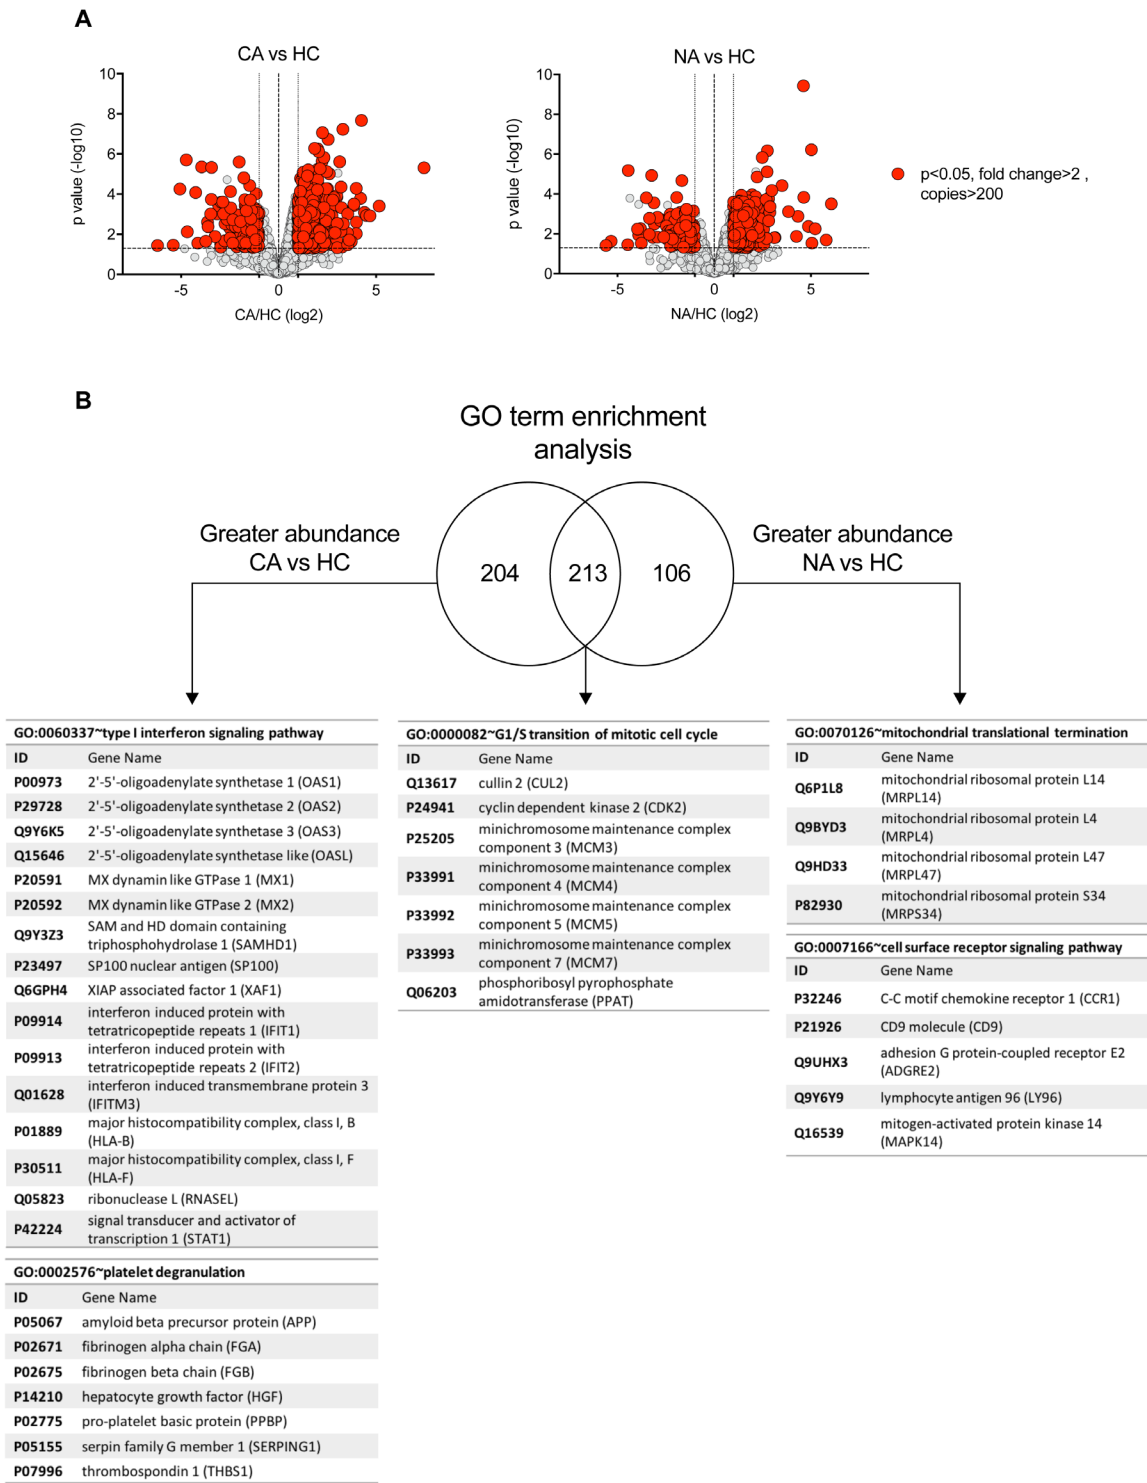 A
CA vs HC
NA vs HC
10
8
6
4
2
0
-5
0
5
p value (-log10)
CA/HC (log2)
10
8
6
4
2
0
-5
0
5
p value (-log10)
NA/HC (log2)
p<0.05, fold change>2 ,
copies>200
B
GO term enrichment
analysis
Greater abundance
CA vs HC
204
213
106
Greater abundance
NA vs HC
GO:0060337~type I interferon signaling pathway
ID Gene Name
P00973 2'-5'-oligoadenylate synthetase 1 (OAS1)
P29728 2'-5'-oligoadenylate synthetase 2 (OAS2)
Q9Y6K5 2'-5'-oligoadenylate synthetase 3 (OAS3)
Q15646 2'-5'-oligoadenylate synthetase like (OASL)
P20591 MX dynamin like GTPase 1 (MX1)
P20592 MX dynamin like GTPase 2 (MX2)
Q9Y3Z3 SAM and HD domain containing
triphosphohydrolase 1 (SAMHD1)
P23497 SP100 nuclear antigen (SP100)
Q6GPH4 XIAP associated factor 1 (XAF1)
P09914 interferon induced protein with
tetratricopeptide repeats 1 (IFIT1)
P09913 interferon induced protein with
tetratricopeptide repeats 2 (IFIT2)
Q01628 interferon induced transmembrane protein 3
(IFITM3)
P01889 major histocompatibility complex, class I, B
(HLA-B)
P30511 major histocompatibility complex, class I, F
(HLA-F)
Q05823 ribonuclease L (RNASEL)
P42224 signal transducer and activator of
transcription 1 (STAT1)
GO:0002576~platelet degranulation
ID Gene Name
P05067 amyloid beta precursor protein (APP)
P02671 fibrinogen alpha chain (FGA)
P02675 fibrinogen beta chain (FGB)
P14210 hepatocyte growth factor (HGF)
P02775 pro-platelet basic protein (PPBP)
P05155 serpin family G member 1 (SERPING1)
P07996 thrombospondin 1 (THBS1)
GO:0000082~G1/S transition of mitotic cell cycle
ID Gene Name
Q13617 cullin 2 (CUL2)
P24941 cyclin dependent kinase 2 (CDK2)
P25205 minichromosome maintenance complex
component 3 (MCM3)
P33991 minichromosome maintenance complex
component 4 (MCM4)
P33992 minichromosome maintenance complex
component 5 (MCM5)
P33993 minichromosome maintenance complex
component 7 (MCM7)
Q06203 phosphoribosyl pyrophosphate
amidotransferase (PPAT)
GO:0070126~mitochondrial translational termination
ID Gene Name
Q6P1L8 mitochondrial ribosomal protein L14
(MRPL14)
Q9BYD3 mitochondrial ribosomal protein L4
(MRPL4)
Q9HD33 mitochondrial ribosomal protein L47
(MRPL47)
P82930 mitochondrial ribosomal protein S34
(MRPS34)
GO:0007166~cell surface receptor signaling pathway
ID Gene Name
P32246 C-C motif chemokine receptor 1 (CCR1)
P21926 CD9 molecule (CD9)
Q9UHX3 adhesion G protein-coupled receptor E2
(ADGRE2)
Q9Y6Y9 lymphocyte antigen 96 (LY96)
Q16539 mitogen-activated protein kinase 14
(MAPK14)